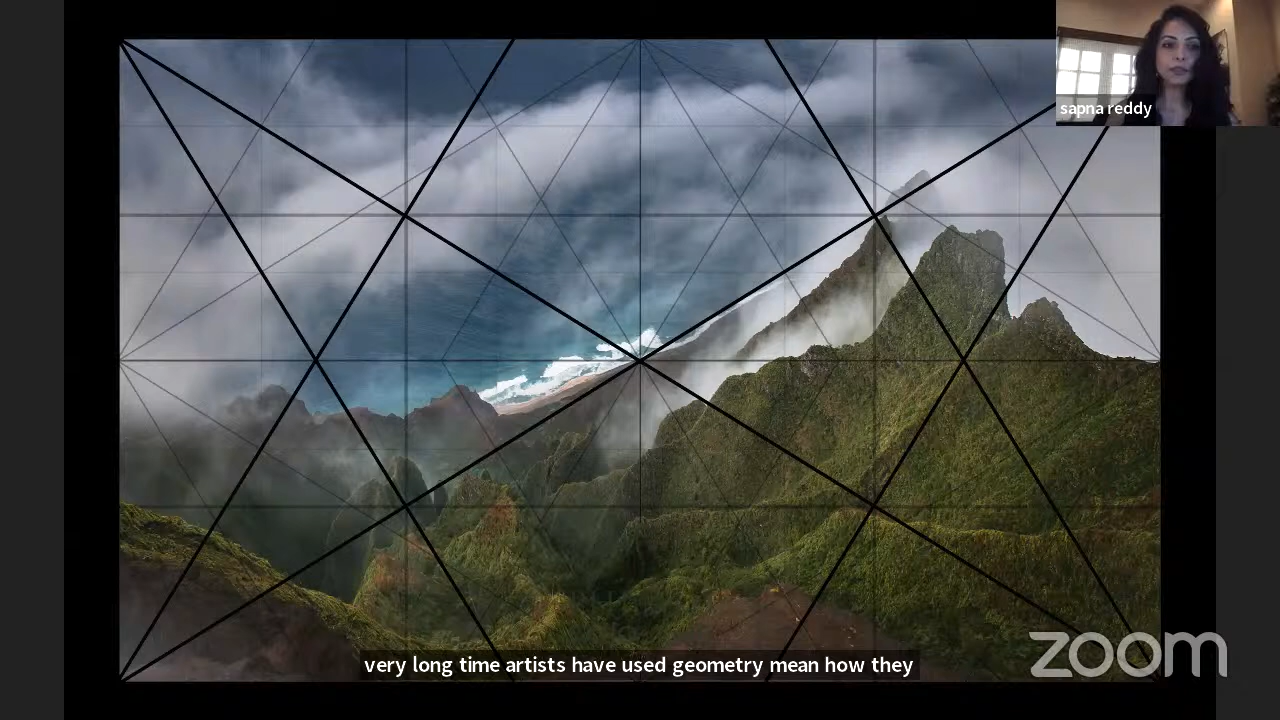 sapna reddy
very long time artists have used geometry mean how they
zoom